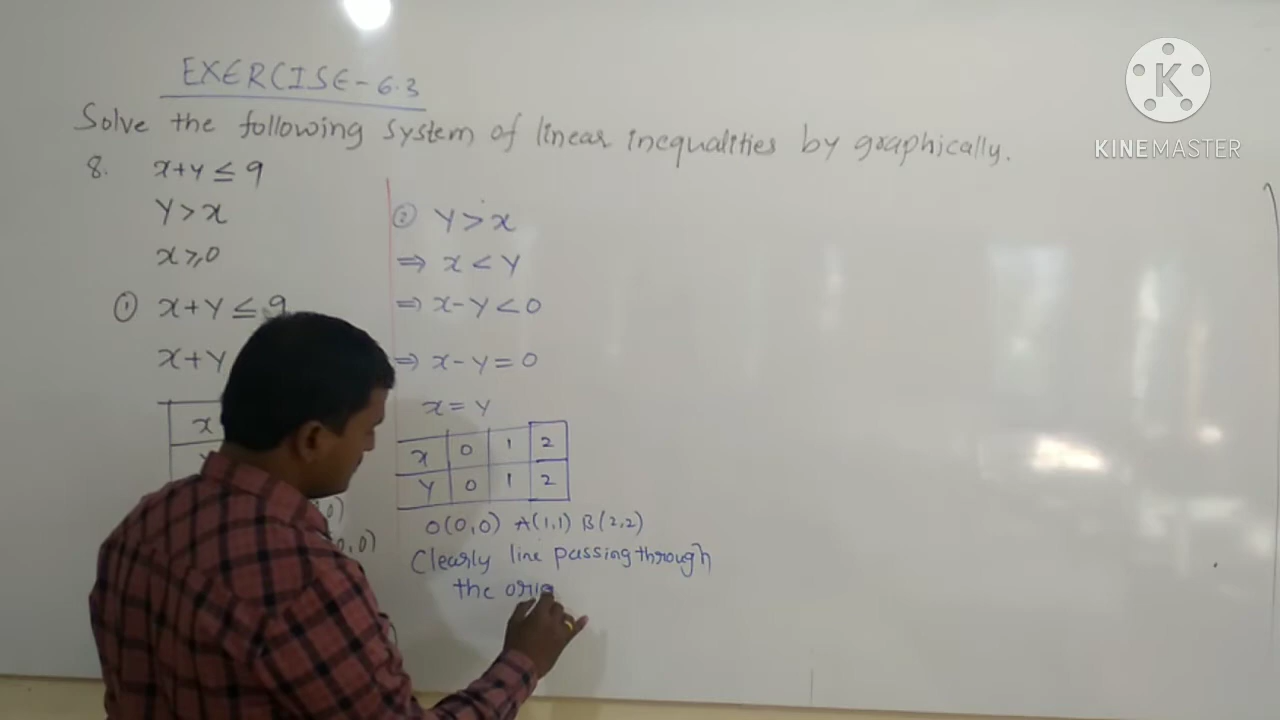 EXERCISE-6.3
Solve the following system of linear inequalities by graphically.
8. x+y ≤ 9
y > x
x ≥ 0
① x+y ≤ 9
x+y
x
② y > x
⇒ x < y
⇒ x-y < 0
⇒ x-y = 0
x = y
x 0 1 2
y 0 1 2
O(0,0) A(1,1) B(2,2)
Clearly line passing through
the orig
K
KINEMASTER